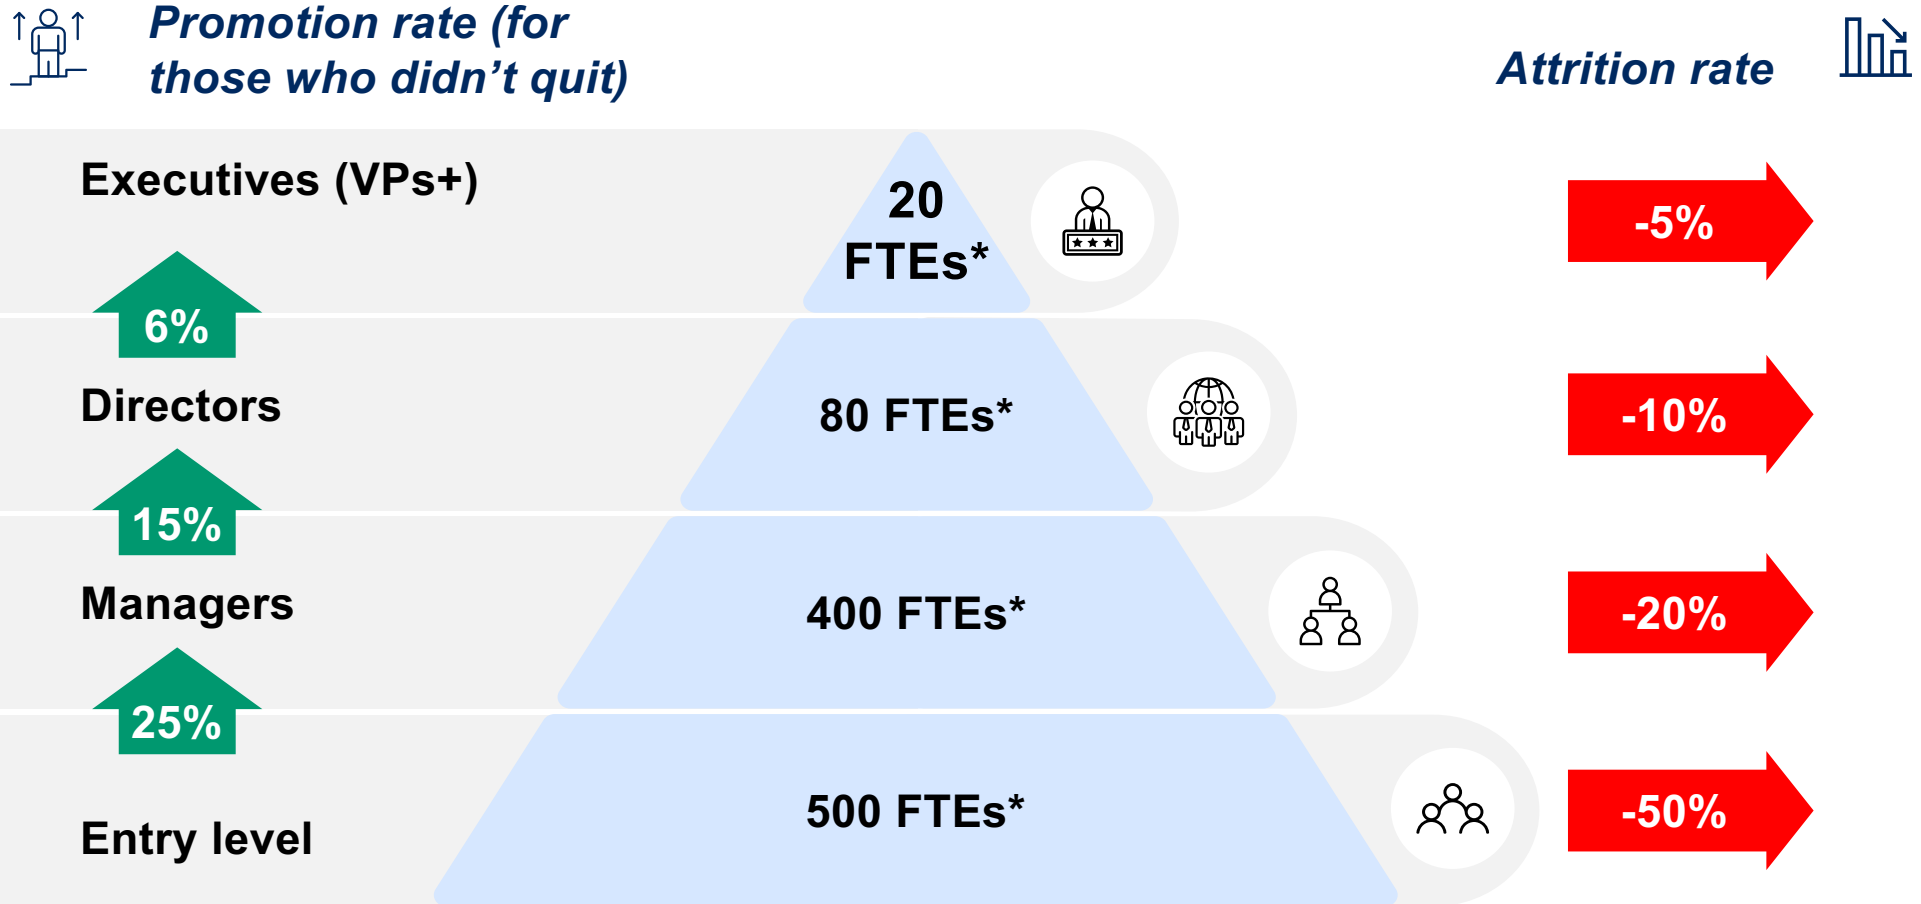 Promotion rate (for
those who didn’t quit)
Attrition rate
Executives (VPs+)
20
FTEs*
-5%
6%
Directors
80 FTEs*
-10%
15%
Managers
400 FTEs*
-20%
25%
Entry level
500 FTEs*
-50%